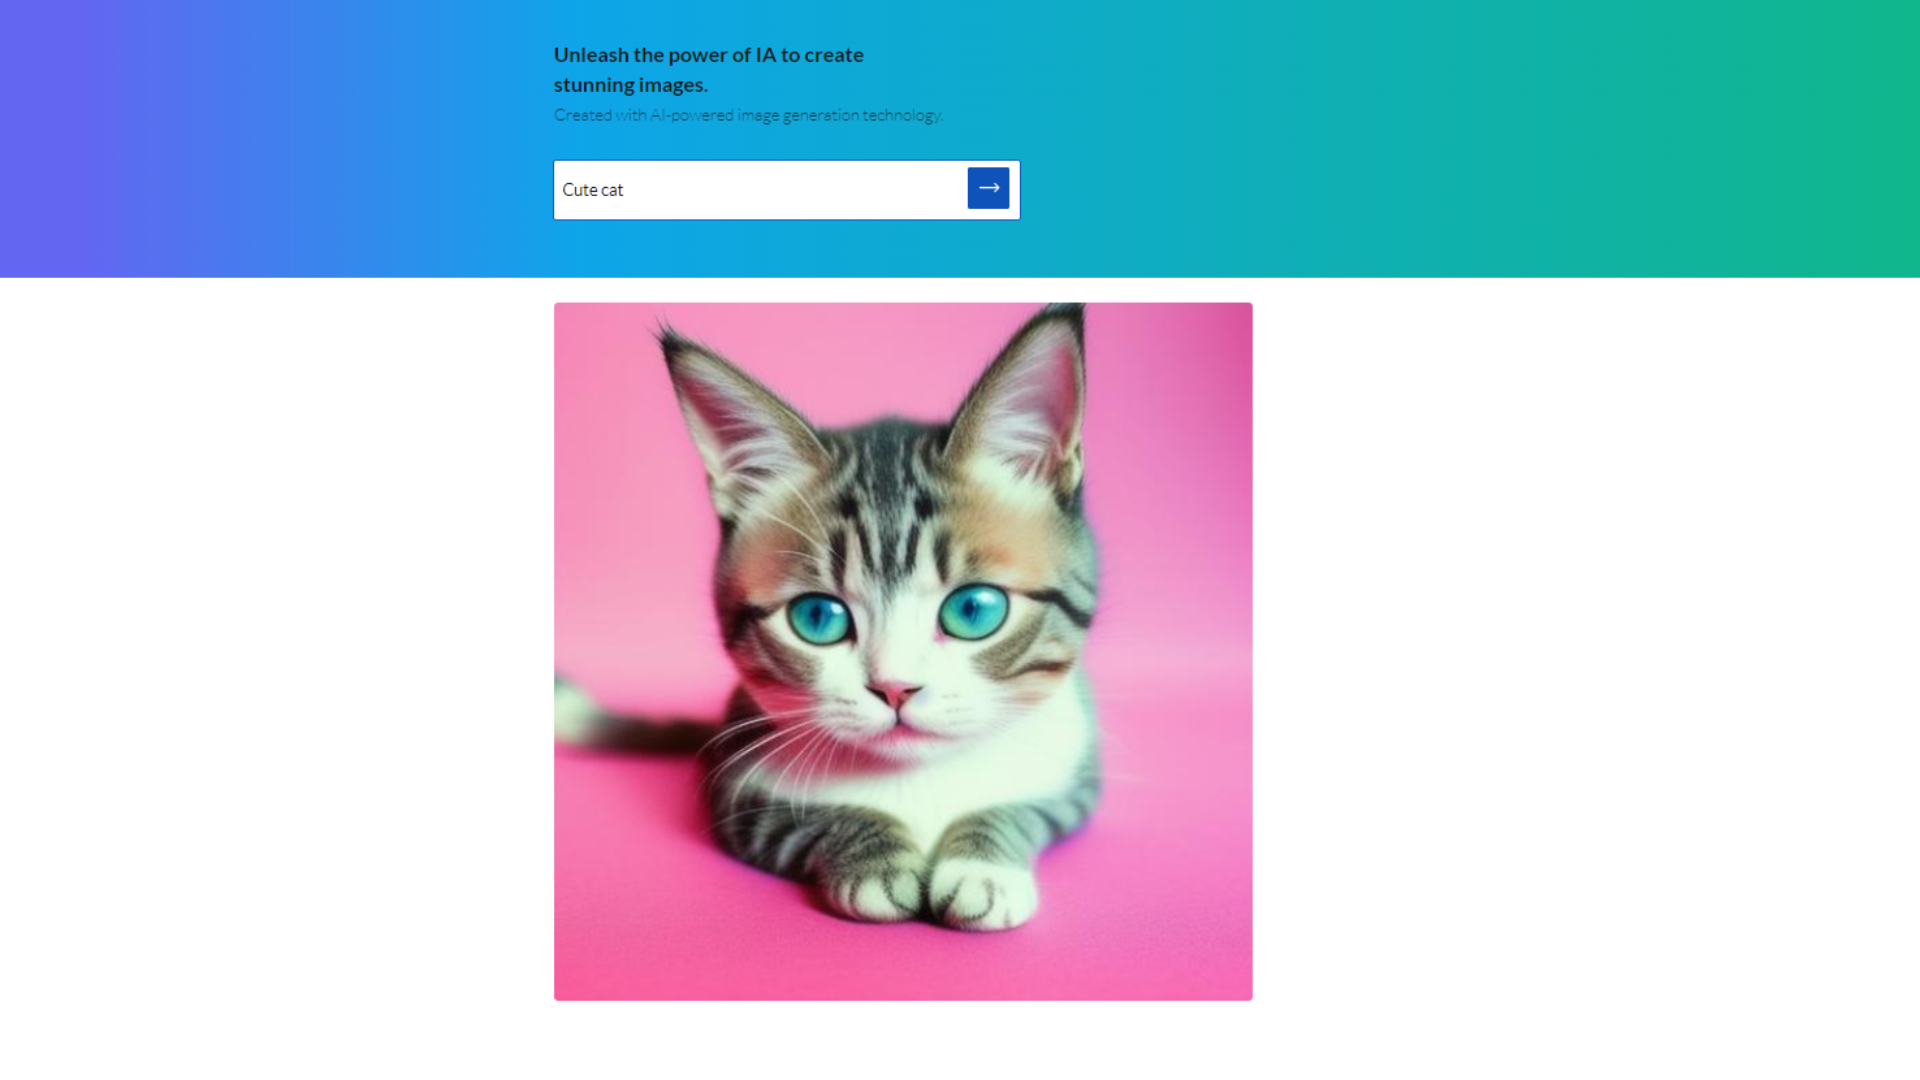 Unleash the power of IA to create
stunning images.
Created with AI-powered image generation technology.
Cute cat